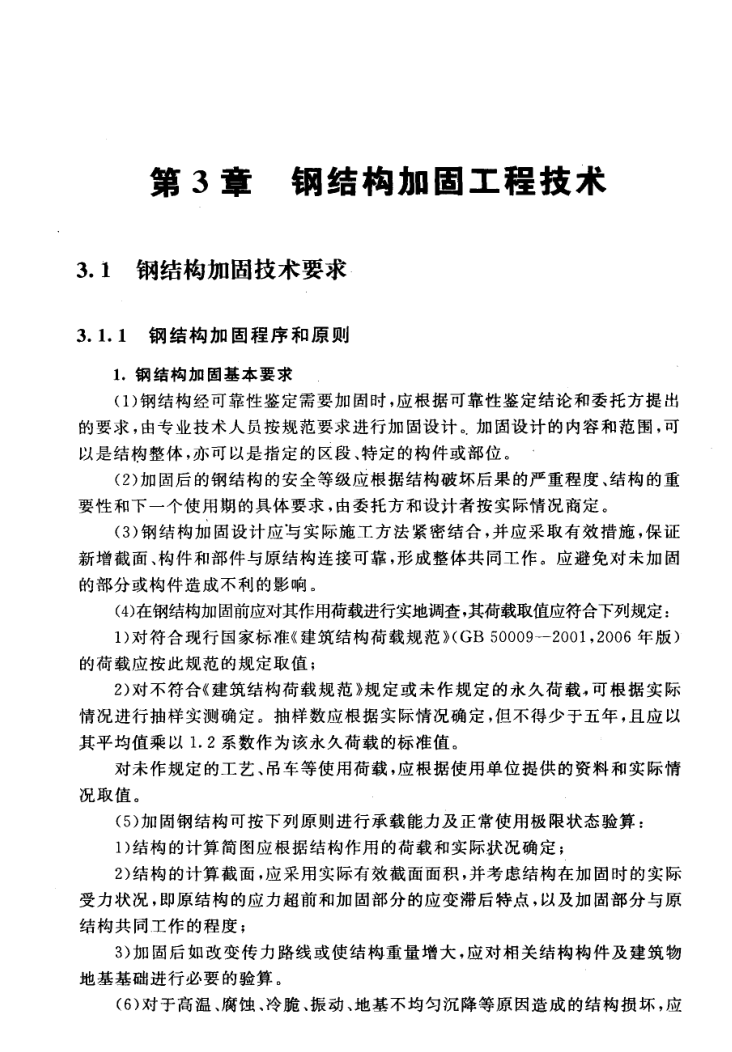 第3章 钢结构加固工程技术
3.1 钢结构加固技术要求
3.1.1 钢结构加固程序和原则
1. 钢结构加固基本要求
(1)钢结构经可靠性鉴定需要加固时,应根据可靠性鉴定结论和委托方提出
的要求,由专业技术人员按规范要求进行加固设计。加固设计的内容和范围,可
以是结构整体,亦可以是指定的区段、特定的构件或部位。
(2)加固后的钢结构的安全等级应根据结构破坏后果的严重程度、结构的重
要性和下一个使用期的具体要求,由委托方和设计者按实际情况商定。
(3)钢结构加固设计应与实际施工方法紧密结合,并应采取有效措施,保证
新增截面、构件和部件与原结构连接可靠,形成整体共同工作。应避免对未加固
的部分或构件造成不利的影响。
(4)在钢结构加固前应对其作用荷载进行实地调查,其荷载取值应符合下列规定:
1)对符合现行国家标准《建筑结构荷载规范》(GB 50009--2001,2006年版)
的荷载应按此规范的规定取值;
2)对不符合《建筑结构荷载规范》规定或未作规定的永久荷载,可根据实际
情况进行抽样实测确定。抽样数应根据实际情况确定,但不得少于五年,且应以
其平均值乘以1.2系数作为该永久荷载的标准值。
对未作规定的工艺、吊车等使用荷载,应根据使用单位提供的资料和实际情
况取值。
(5)加固钢结构可按下列原则进行承载能力及正常使用极限状态验算:
1)结构的计算简图应根据结构作用的荷载和实际状况确定;
2)结构的计算截面,应采用实际有效截面面积,并考虑结构在加固时的实际
受力状况,即原结构的应力超前和加固部分的应变滞后特点,以及加固部分与原
结构共同工作的程度;
3)加固后如改变传力路线或使结构重量增大,应对相关结构构件及建筑物
地基基础进行必要的验算。
(6)对于高温、腐蚀、冷脆、振动、地基不均匀沉降等原因造成的结构损坏,应